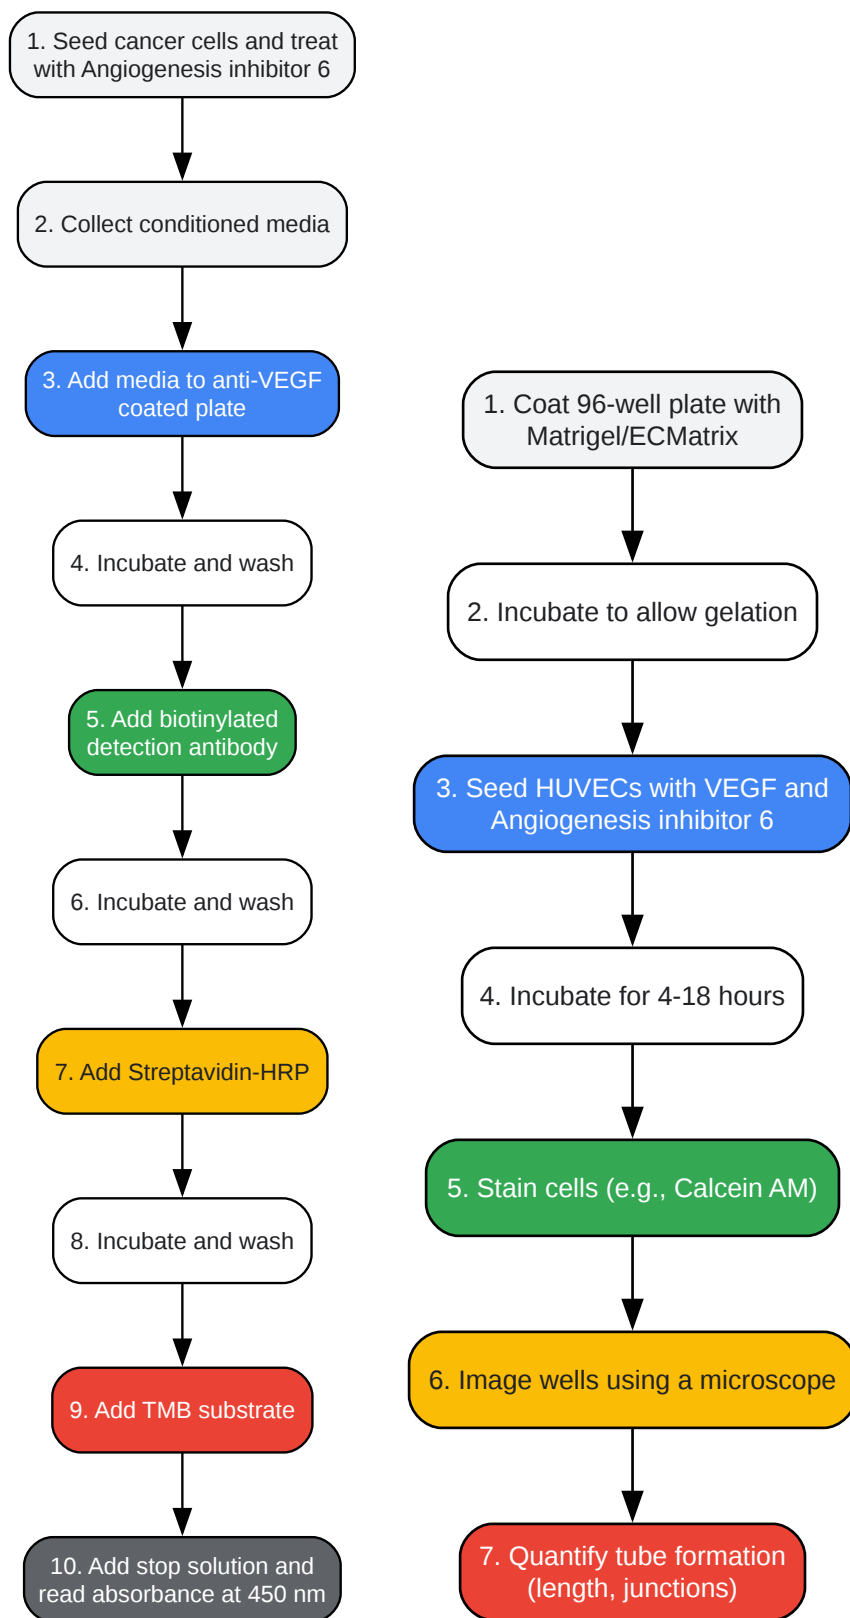 1. Seed cancer cells and treat
with Angiogenesis inhibitor 6
2. Collect conditioned media
3. Add media to anti-VEGF
coated plate
4. Incubate and wash
5. Add biotinylated
detection antibody
6. Incubate and wash
7. Add Streptavidin-HRP
8. Incubate and wash
9. Add TMB substrate
10. Add stop solution and
read absorbance at 450 nm
1. Coat 96-well plate with
Matrigel/ECMatrix
2. Incubate to allow gelation
3. Seed HUVECs with VEGF and
Angiogenesis inhibitor 6
4. Incubate for 4-18 hours
5. Stain cells (e.g., Calcein AM)
6. Image wells using a microscope
7. Quantify tube formation
(length, junctions)